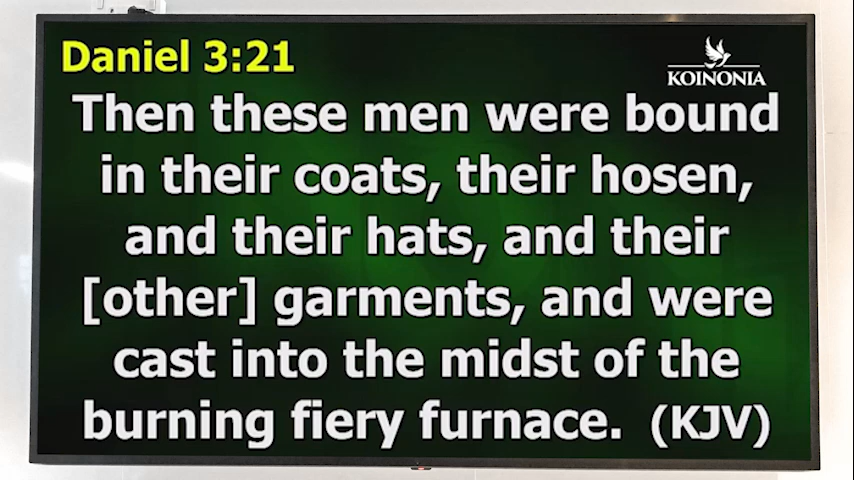 Daniel 3:21
KOINONIA
Then these men were bound
in their coats, their hosen,
and their hats, and their
[other] garments, and were
cast into the midst of the
burning fiery furnace. (KJV)